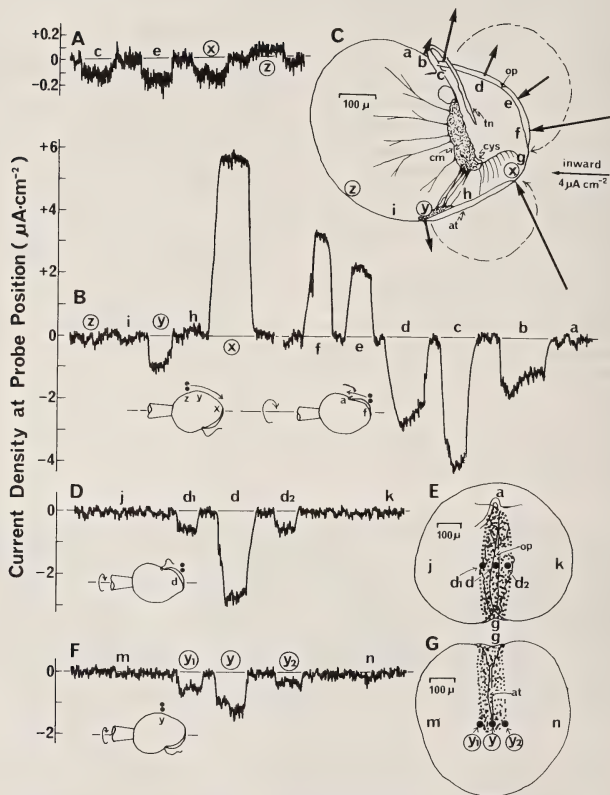 A
+0.2
0
-0.2
c
e
x
z
C
a
b
c
d
op
e
f
g
x
tn
cys
cm
h
y
at
i
z
100 μ
inward
4 μA cm⁻²
Current Density at Probe Position ( μA·cm⁻²)
+6
+4
+2
0
-2
-4
B
z
i
y
h
x
f
e
d
c
b
a
z
y
x
a
f
D
0
-2
j
d₁
d
d₂
k
d
E
a
100 μ
op
j
d₁
d
d₂
k
g
F
0
-2
m
y₁
y
y₂
n
y
G
g
100 μ
at
m
n
y₁
y
y₂